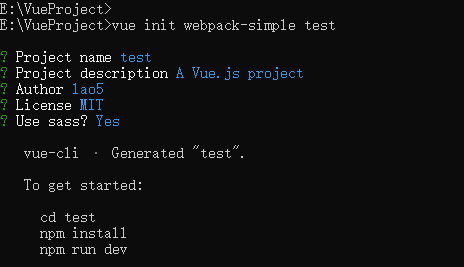 E:\VueProject>
E:\VueProject>vue init webpack-simple test
? Project name test
? Project description A Vue.js project
? Author lao5
? License MIT
? Use sass? Yes
vue-cli · Generated "test".
To get started:
cd test
npm install
npm run dev